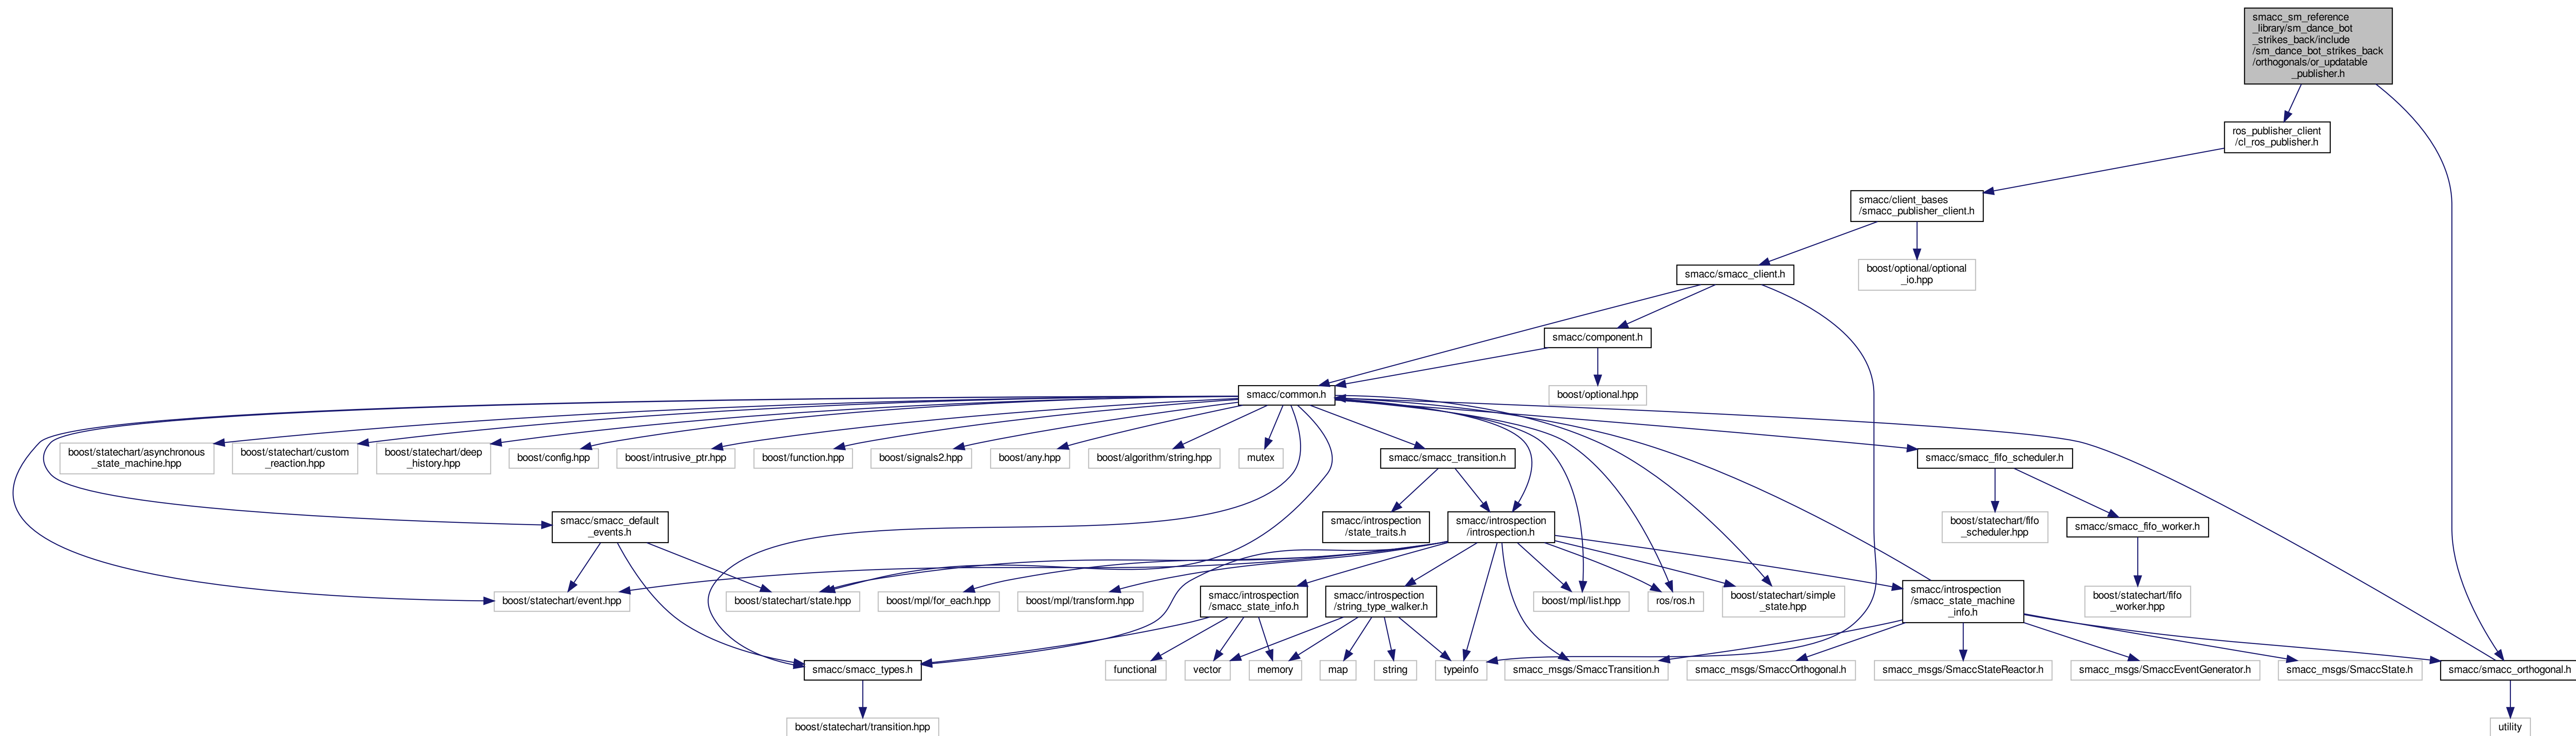 smacc_sm_reference
_library/sm_dance_bot
_strikes_back/include
/sm_dance_bot_strikes_back
/orthogonals/or_updatable
_publisher.h
ros_publisher_client
/cl_ros_publisher.h
smacc/client_bases
/smacc_publisher_client.h
smacc/smacc_client.h
boost/optional/optional
_io.hpp
smacc/component.h
smacc/common.h
boost/optional.hpp
boost/statechart/asynchronous
_state_machine.hpp
boost/statechart/custom
_reaction.hpp
boost/statechart/deep
_history.hpp
boost/config.hpp
boost/intrusive_ptr.hpp
boost/function.hpp
boost/signals2.hpp
boost/any.hpp
boost/algorithm/string.hpp
mutex
smacc/smacc_transition.h
smacc/smacc_fifo_scheduler.h
smacc/smacc_default
_events.h
smacc/introspection
/state_traits.h
smacc/introspection
/introspection.h
boost/statechart/fifo
_scheduler.hpp
smacc/smacc_fifo_worker.h
boost/statechart/event.hpp
boost/statechart/state.hpp
boost/mpl/for_each.hpp
boost/mpl/transform.hpp
smacc/introspection
/smacc_state_info.h
smacc/introspection
/string_type_walker.h
boost/mpl/list.hpp
ros/ros.h
boost/statechart/simple
_state.hpp
smacc/introspection
/smacc_state_machine
_info.h
boost/statechart/fifo
_worker.hpp
smacc/smacc_types.h
functional
vector
memory
map
string
typeinfo
smacc_msgs/SmaccTransition.h
smacc_msgs/SmaccOrthogonal.h
smacc_msgs/SmaccStateReactor.h
smacc_msgs/SmaccEventGenerator.h
smacc_msgs/SmaccState.h
smacc/smacc_orthogonal.h
boost/statechart/transition.hpp
utility